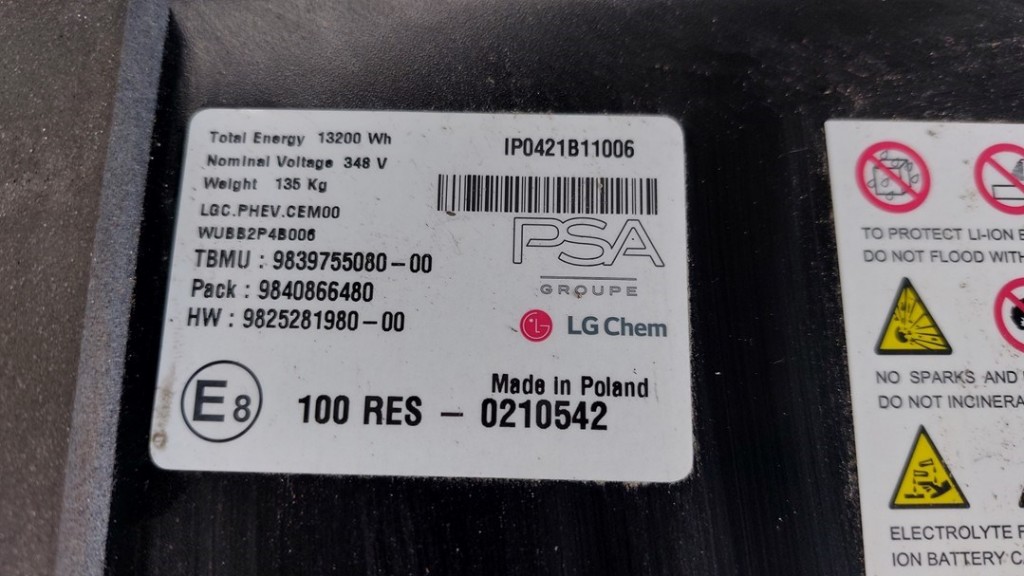 Total Energy 13200 Wh
Nominal Voltage 348 V
Weight 135 Kg
LGC.PHEV.CEM00
WUBB2P4B006
TBMU : 9839755080-00
Pack : 9840866480
HW : 9825281980-00
IP0421B11006
PSA
GROUPE
LG
LG Chem
Made in Poland
E8
100 RES - 0210542
TO PROTECT LI-ION
DO NOT FLOOD WITH
NO SPARKS AND
DO NOT
ELECTROLYTE
ION BATTERY